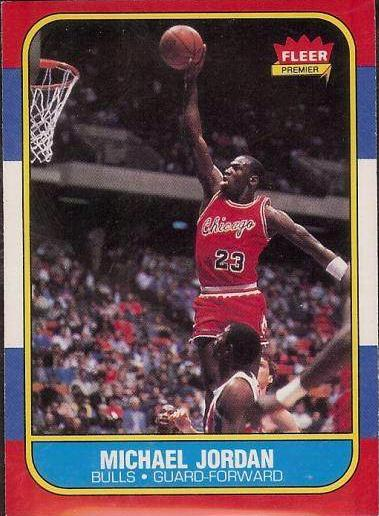 FLEER
PREMIER
Chicago
23
MICHAEL JORDAN
BULLS • GUARD-FORWARD